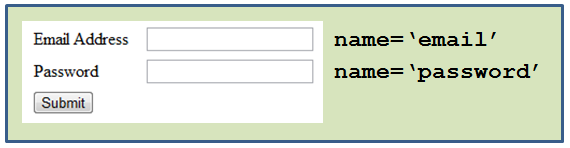 Email Address name=‘email’
Password name=‘password’
Submit